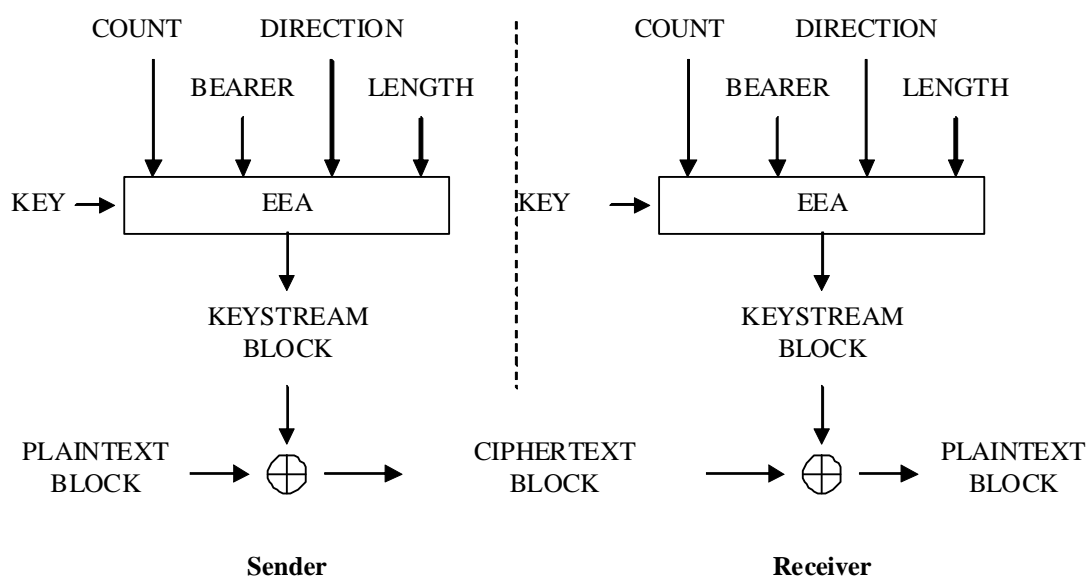 COUNT DIRECTION COUNT DIRECTION
BEARER LENGTH BEARER LENGTH
KEY EEA KEY EEA
KEYSTREAM BLOCK KEYSTREAM BLOCK
PLAINTEXT BLOCK CIPHERTEXT BLOCK PLAINTEXT BLOCK
Sender Receiver